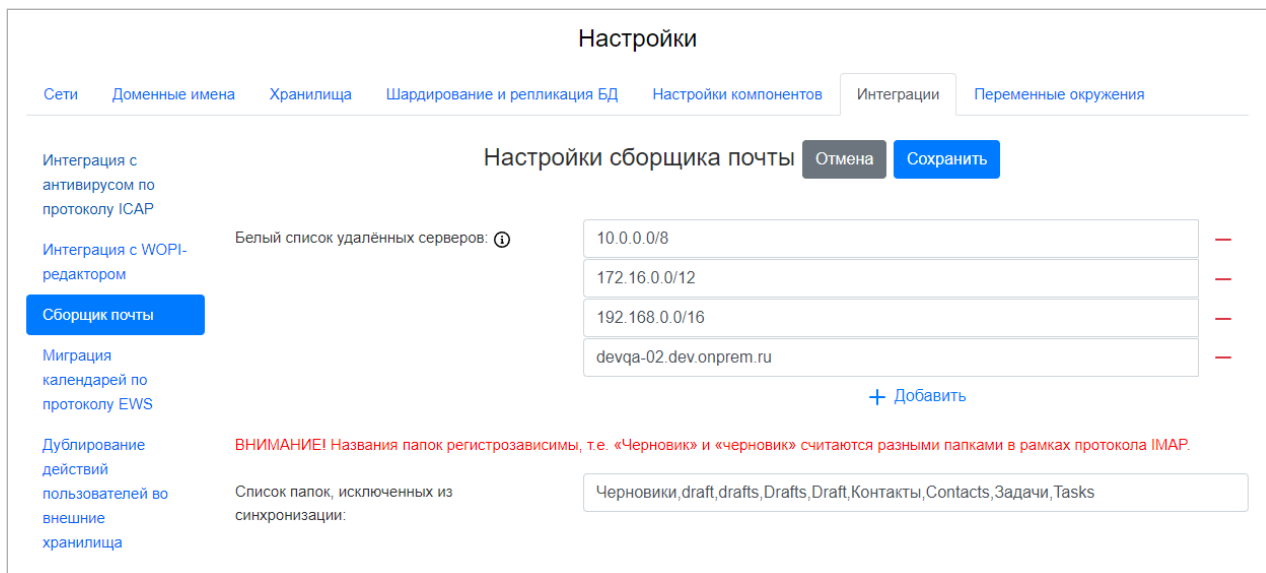 Настройки
Сети Доменные имена Хранилища Шардирование и репликация БД Настройки компонентов Интеграции Переменные окружения
Интеграция с
антивирусом по
протоколу ICAP
Интеграция с WOPI-
редактором
Сборщик почты
Миграция
календарей по
протоколу EWS
Дублирование
действий
пользователей во
внешние
хранилища
Настройки сборщика почты Отмена Сохранить
Белый список удалённых серверов:
10.0.0.0/8
172.16.0.0/12
192.168.0.0/16
devqa-02.dev.onprem.ru
+ Добавить
ВНИМАНИЕ! Названия папок регистрозависимы, т.е. «Черновик» и «черновик» считаются разными папками в рамках протокола IMAP.
Список папок, исключенных из
синхронизации:
Черновики,draft,drafts,Drafts,Draft,Контакты,Contacts,Задачи,Tasks